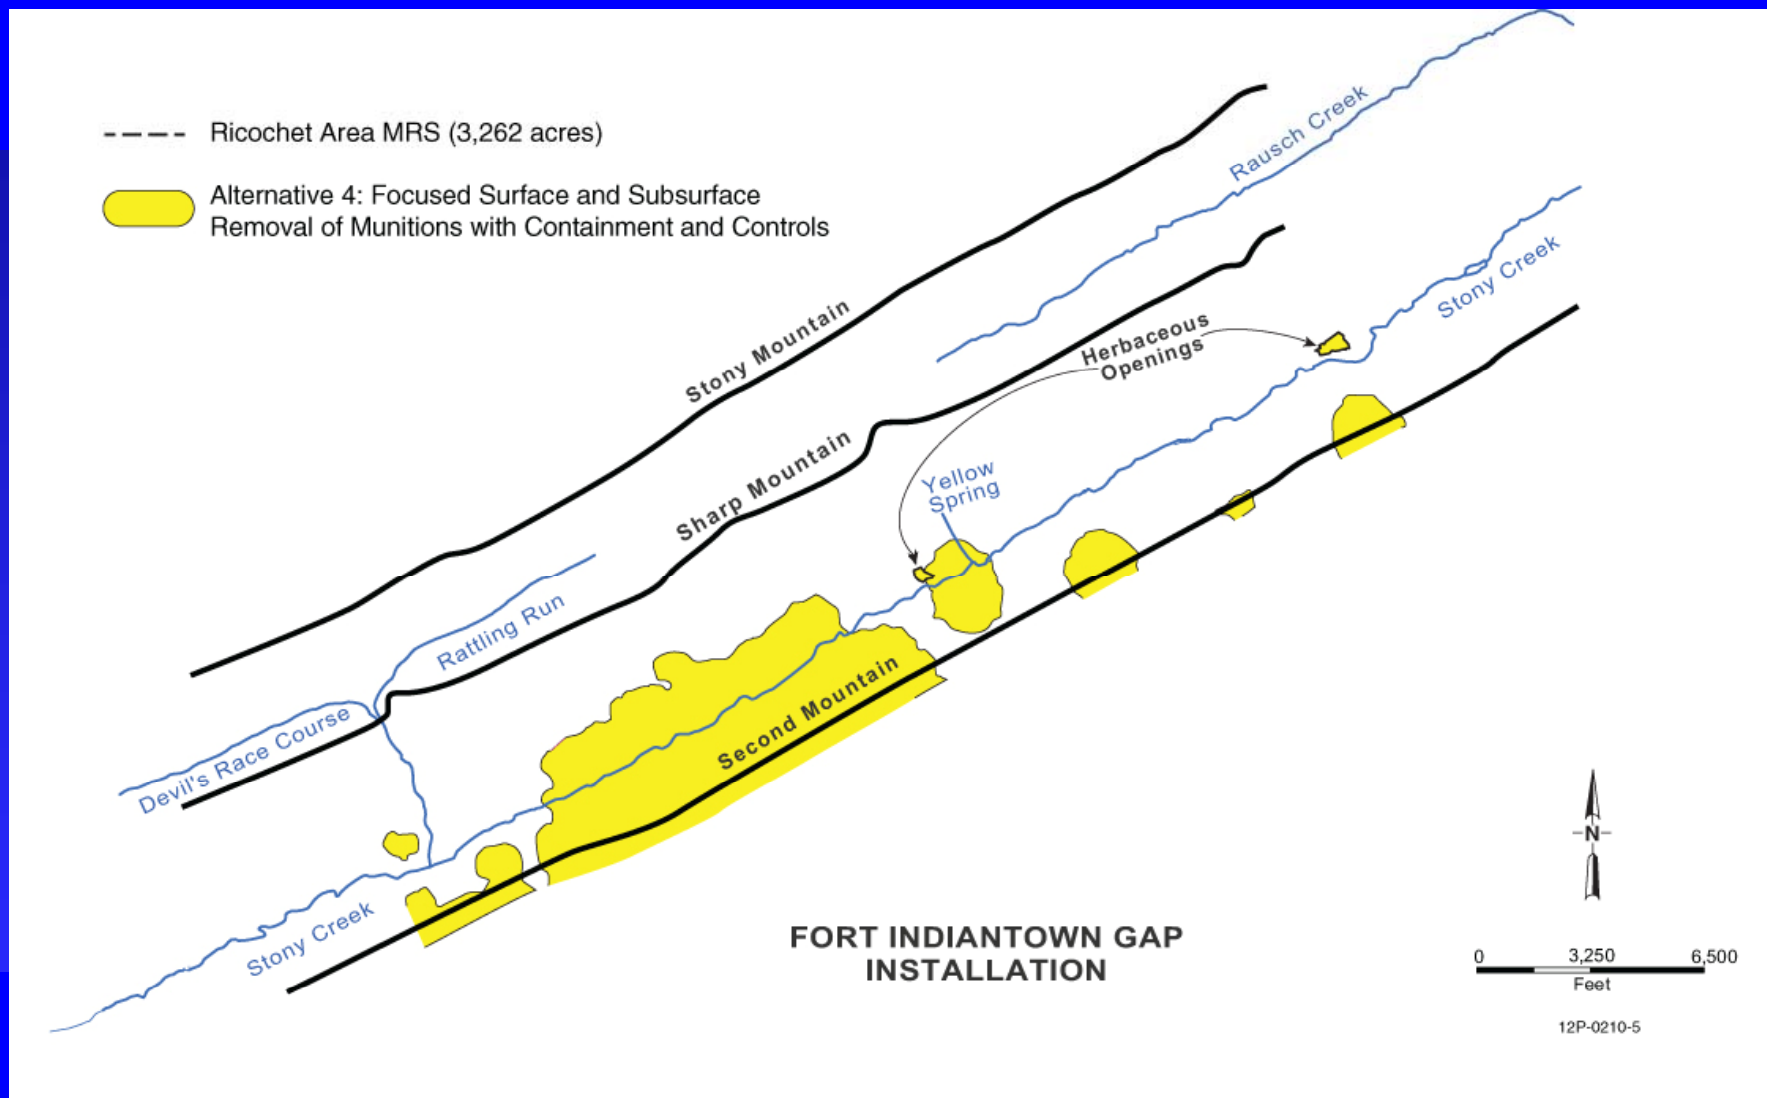 Ricochet Area MRS (3,262 acres)
Alternative 4: Focused Surface and Subsurface
Removal of Munitions with Containment and Controls
Rausch Creek
Stony Creek
Stony Mountain
Herbaceous
Openings
Sharp Mountain
Yellow
Spring
Rattling Run
Second Mountain
Devil's Race Course
Stony Creek
FORT INDIANTOWN GAP
INSTALLATION
N
0 3,250 6,500
Feet
12P-0210-5